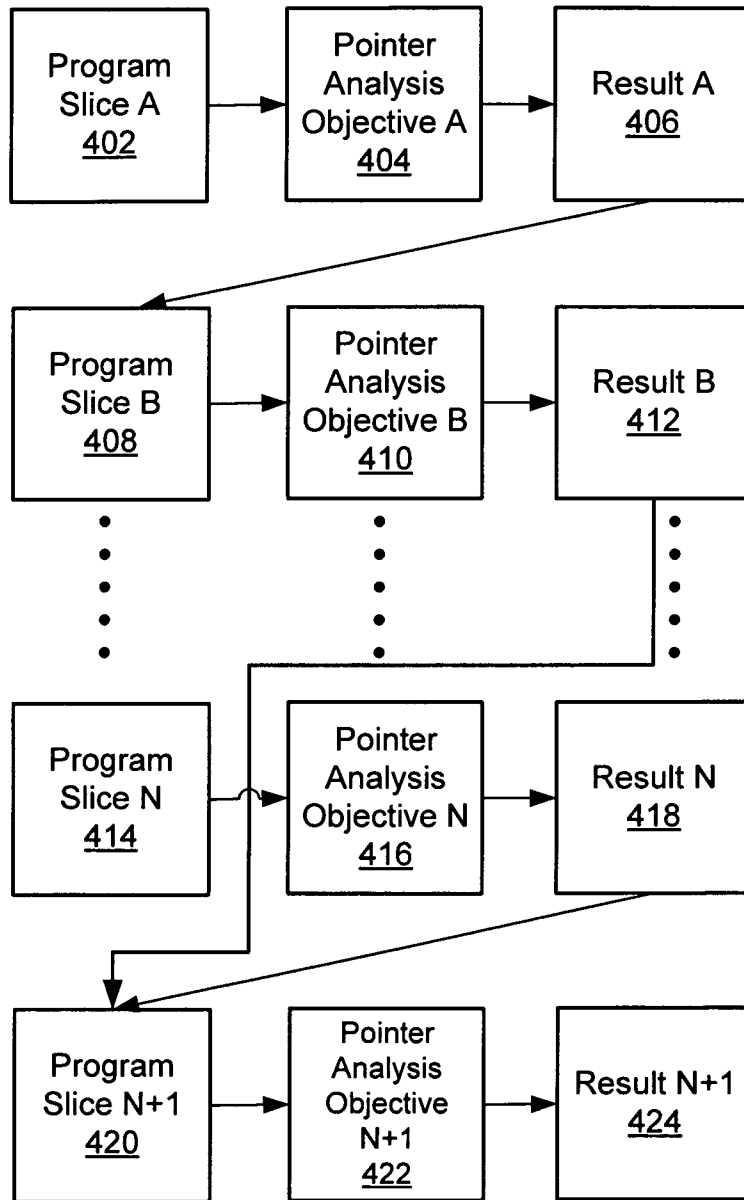 Program
Slice A
402
Pointer
Analysis
Objective A
404
Result A
406
Program
Slice B
408
Pointer
Analysis
Objective B
410
Result B
412
Program
Slice N
414
Pointer
Analysis
Objective N
416
Result N
418
Program
Slice N+1
420
Pointer
Analysis
Objective
N+1
422
Result N+1
424